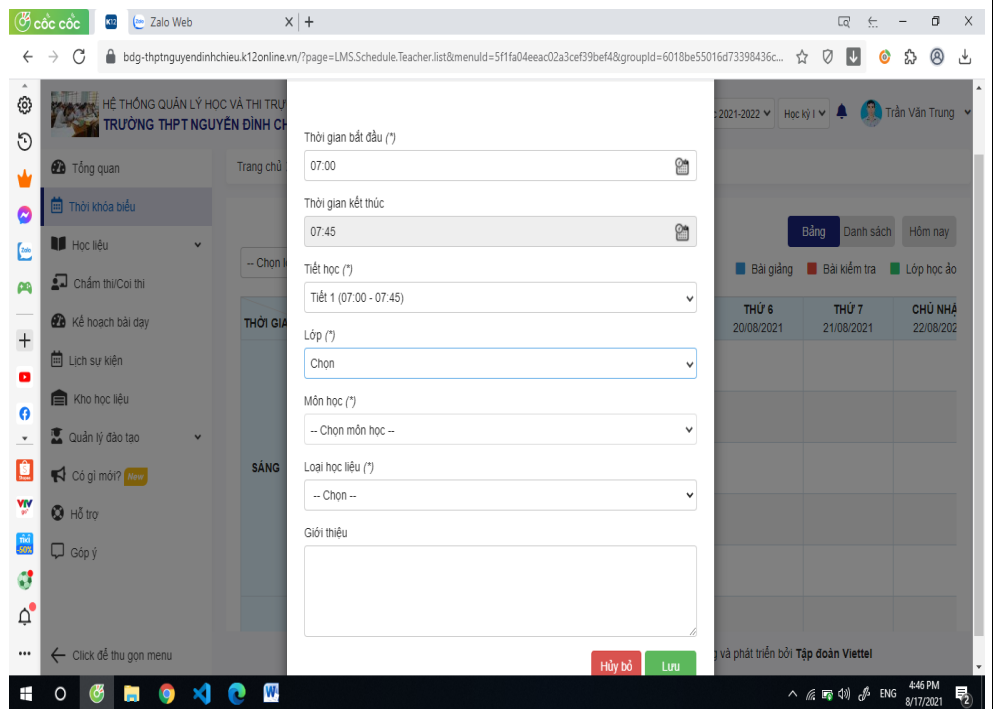 cốc cốc
K12
Zalo Web
bdg-thptnguyendinhchieu.k12online.vn/?page=LMS.Schedule.Teacher.list&menuId=5f1fa04eeac02a3cef39bef4&groupId=6018be55016d73398436c...
HỆ THỐNG QUẢN LÝ HỌC VÀ THI TRỰ
TRƯỜNG THPT NGUYỄN ĐÌNH CH
2021-2022
Học kỳ I
Trần Văn Trung
Tổng quan
Thời khóa biểu
Học liệu
Chấm thi/Coi thi
Kế hoạch bài dạy
Lịch sự kiện
Kho học liệu
Quản lý đào tạo
Có gì mới? New
Hỗ trợ
Góp ý
Click để thu gọn menu
Trang chủ
-- Chọn
THỜI GIA
SÁNG
Thời gian bắt đầu (*)
07:00
Thời gian kết thúc
07:45
Tiết học (*)
Tiết 1 (07:00 - 07:45)
Lớp (*)
Chọn
Môn học (*)
-- Chọn môn học --
Loại học liệu (*)
-- Chọn --
Giới thiệu
Hủy bỏ
Lưu
Bảng
Danh sách
Hôm nay
Bài giảng
Bài kiểm tra
Lớp học ảo
THỨ 6
20/08/2021
THỨ 7
21/08/2021
CHỦ NHẬ
22/08/202
và phát triển bởi Tập đoàn Viettel
Zalo
VTV
TIKI
-50%
ENG
4:46 PM
8/17/2021
2